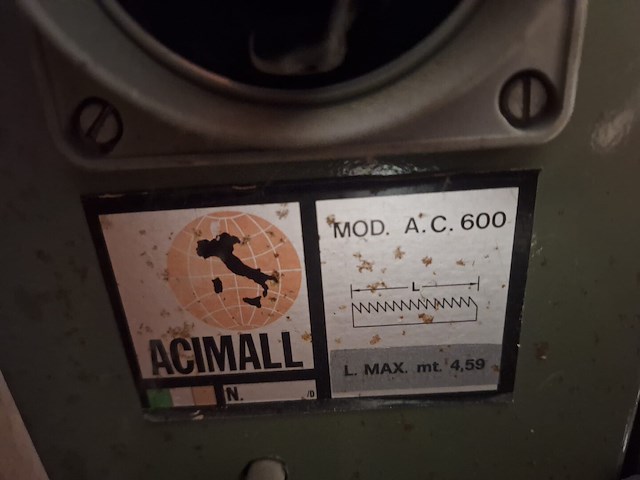 ACIMALL
N. /D
MOD. A.C. 600
L
L. MAX. mt. 4,59